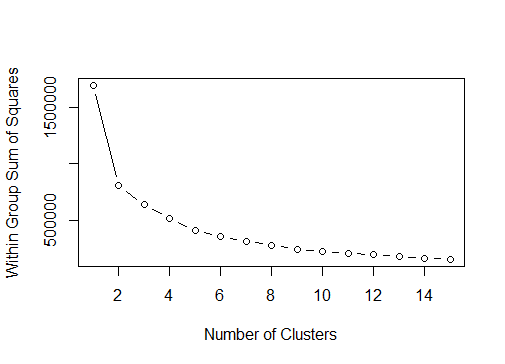 Within Group Sum of Squares
1500000
500000
2 4 6 8 10 12 14
Number of Clusters